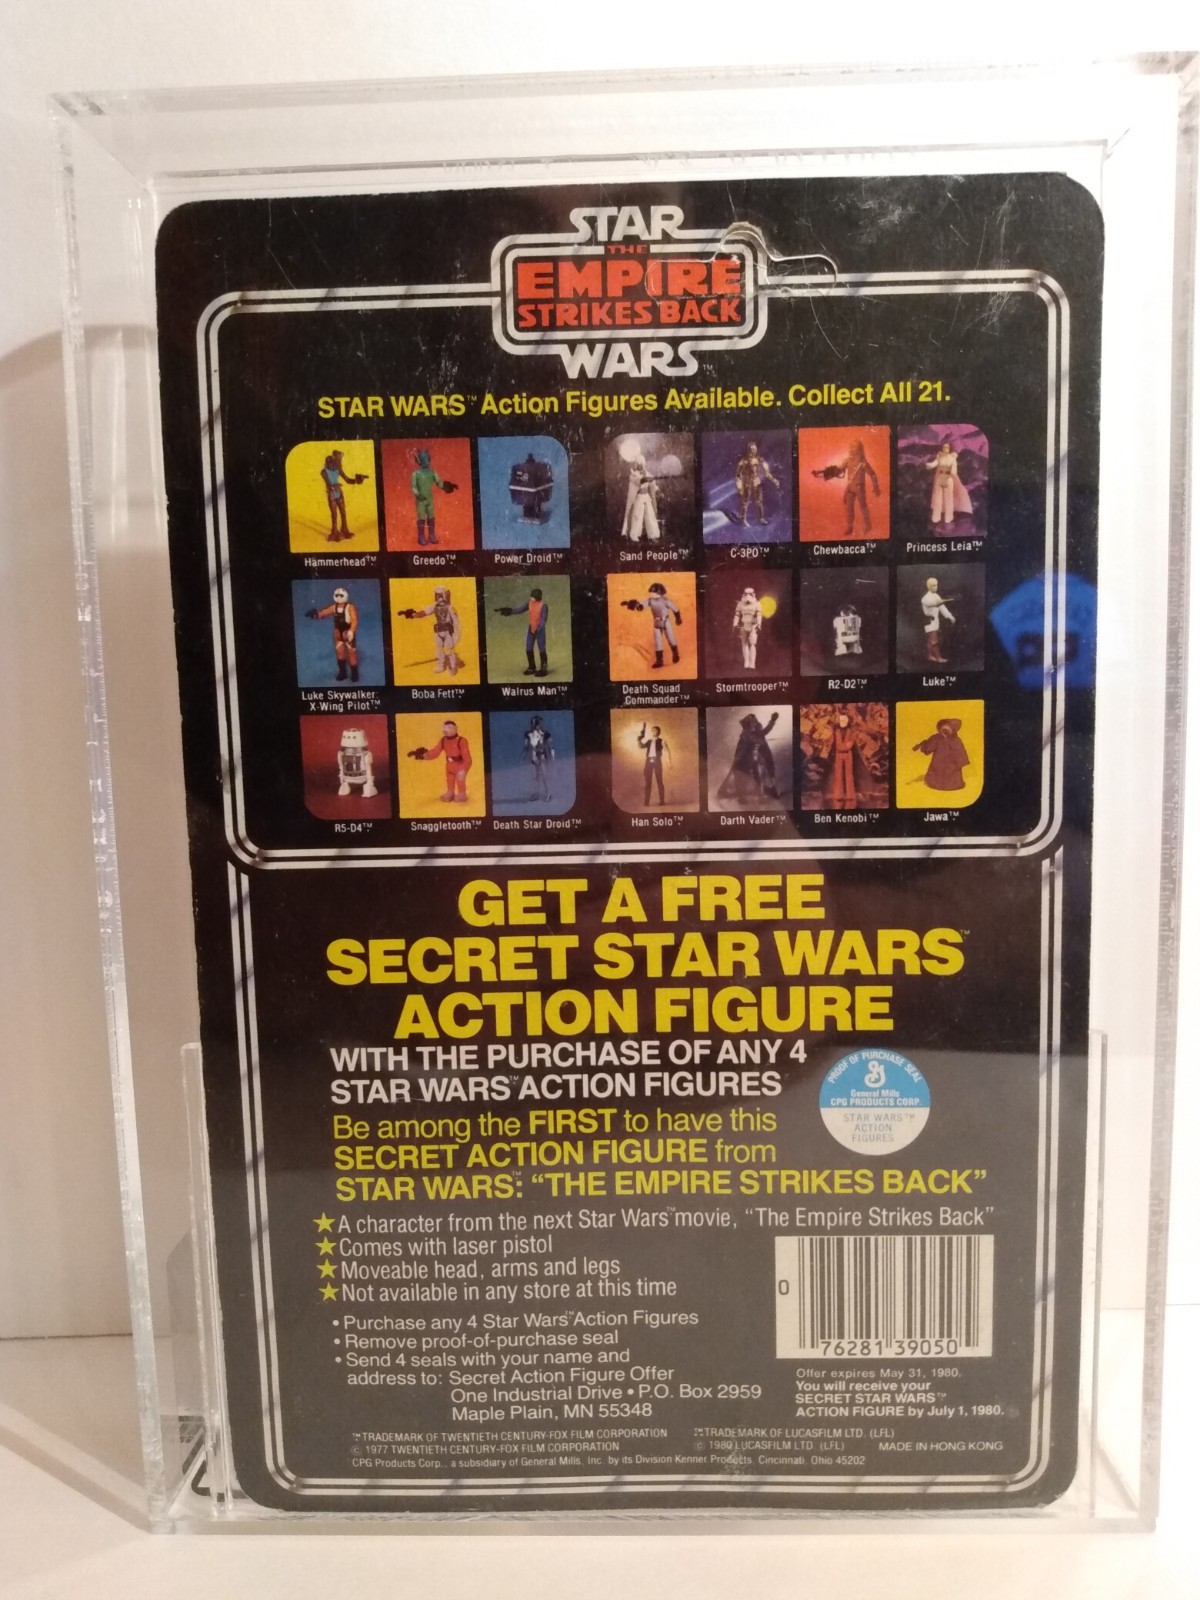 STAR
THE
EMPIRE
STRIKES BACK
WARS™
STAR WARS™ Action Figures Available. Collect All 21.
Hammerhead™
Greedo™
Power Droid™
Sand People™
C-3PO™
Chewbacca™
Princess Leia™
Luke Skywalker:
X-Wing Pilot™
Boba Fett™
Walrus Man™
Death Squad
Commander™
Stormtrooper™
R2-D2™
Luke™
R5-D4™
Snaggletooth™
Death Star Droid™
Han Solo™
Darth Vader™
Ben Kenobi™
Jawa™
GET A FREE
SECRET STAR WARS™
ACTION FIGURE
WITH THE PURCHASE OF ANY 4
STAR WARS™ ACTION FIGURES
PROOF OF PURCHASE SEAL
General Mills
CPG PRODUCTS CORP.
STAR WARS™
ACTION
FIGURES
Be among the FIRST to have this
SECRET ACTION FIGURE from
STAR WARS™: "THE EMPIRE STRIKES BACK"
★ A character from the next Star Wars™ movie, "The Empire Strikes Back"
★ Comes with laser pistol
★ Moveable head, arms and legs
★ Not available in any store at this time
• Purchase any 4 Star Wars™ Action Figures
• Remove proof-of-purchase seal
• Send 4 seals with your name and
address to: Secret Action Figure Offer
One Industrial Drive • P.O. Box 2959
Maple Plain, MN 55348
0 76281 39050
Offer expires May 31, 1980.
You will receive your
SECRET STAR WARS™
ACTION FIGURE by July 1, 1980.
™TRADEMARK OF TWENTIETH CENTURY-FOX FILM CORPORATION
© 1977 TWENTIETH CENTURY-FOX FILM CORPORATION
™TRADEMARK OF LUCASFILM LTD. (LFL)
© 1980 LUCASFILM LTD. (LFL)
MADE IN HONG KONG
CPG Products Corp., a subsidiary of General Mills, Inc. by its Division Kenner Products, Cincinnati, Ohio 45202